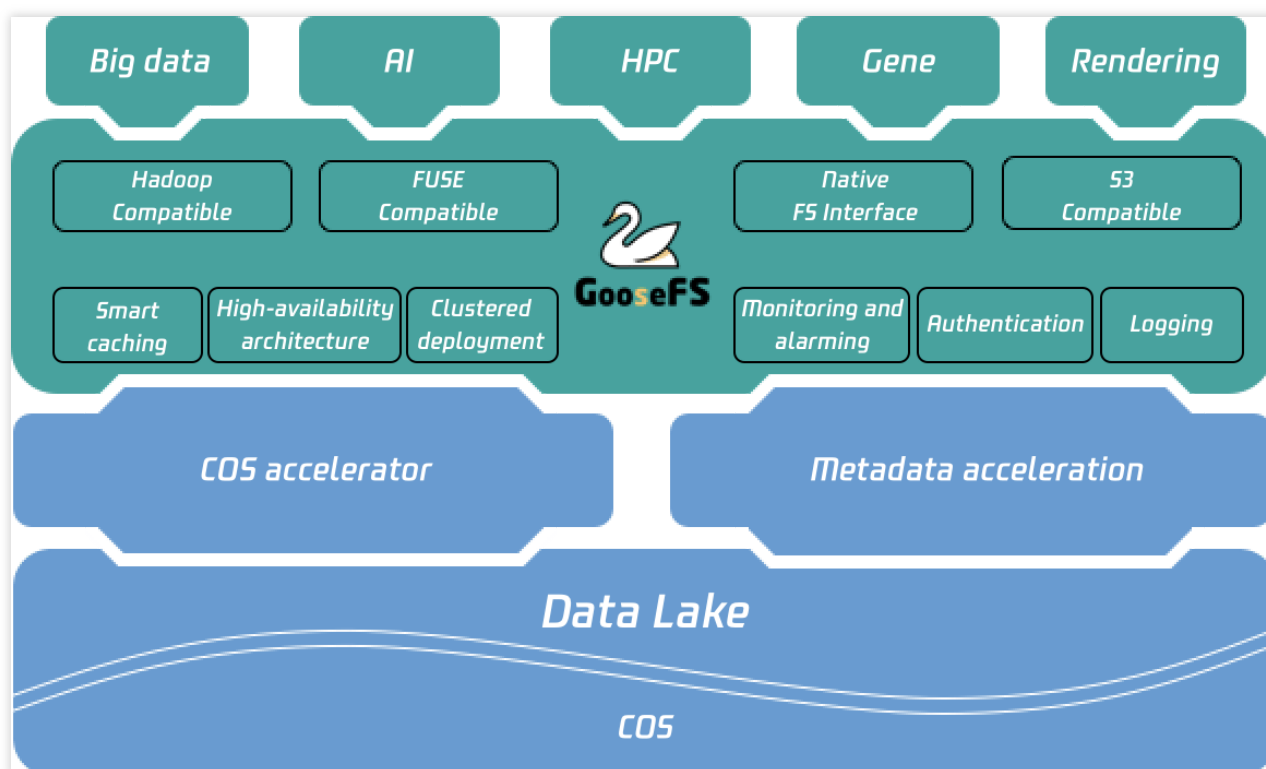 Big data
AI
HPC
Gene
Rendering
Hadoop
Compatible
FUSE
Compatible
Native
FS Interface
S3
Compatible
GooseFS
Smart
caching
High-availability
architecture
Clustered
deployment
Monitoring and
alarming
Authentication
Logging
COS accelerator
Metadata acceleration
Data Lake
COS